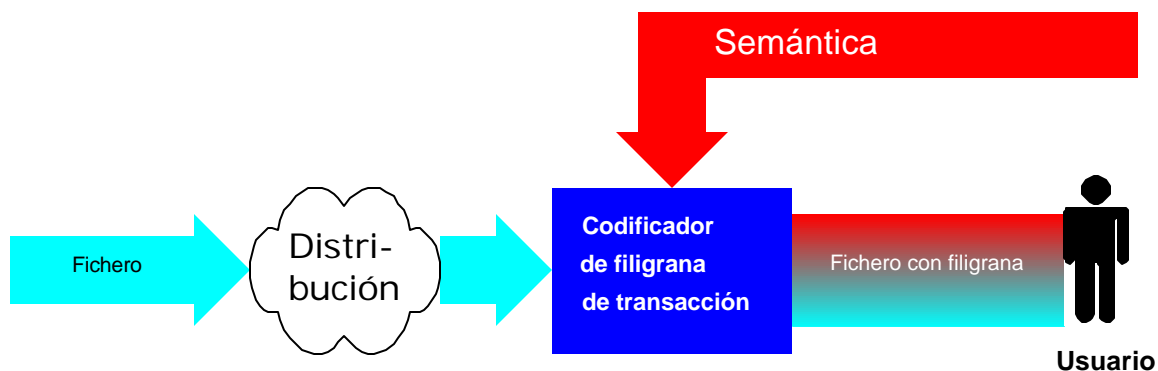 Semántica
Fichero
Distri-
bución
Codificador
de filigrana
de transacción
Fichero con filigrana
Usuario